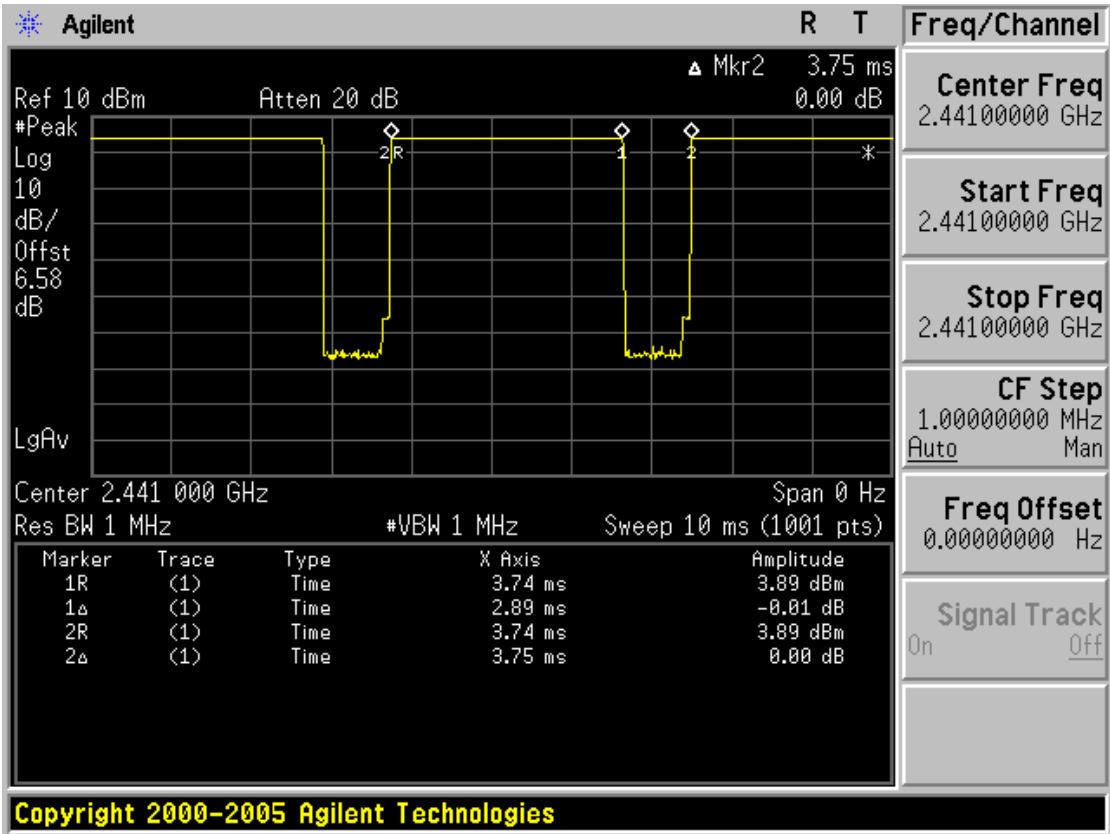 Agilent
R T
Freq/Channel
Δ Mkr2 3.75 ms
Ref 10 dBm Atten 20 dB 0.00 dB
#Peak
Log
10
dB/
Offst
6.58
dB
LgAv
2R
1
2
*
Center 2.441 000 GHz Span 0 Hz
Res BW 1 MHz #VBW 1 MHz Sweep 10 ms (1001 pts)
Marker Trace Type X Axis Amplitude
1R (1) Time 3.74 ms 3.89 dBm
1Δ (1) Time 2.89 ms -0.01 dB
2R (1) Time 3.74 ms 3.89 dBm
2Δ (1) Time 3.75 ms 0.00 dB
Center Freq
2.44100000 GHz
Start Freq
2.44100000 GHz
Stop Freq
2.44100000 GHz
CF Step
1.00000000 MHz
Auto Man
Freq Offset
0.00000000 Hz
Signal Track
On Off
Copyright 2000-2005 Agilent Technologies